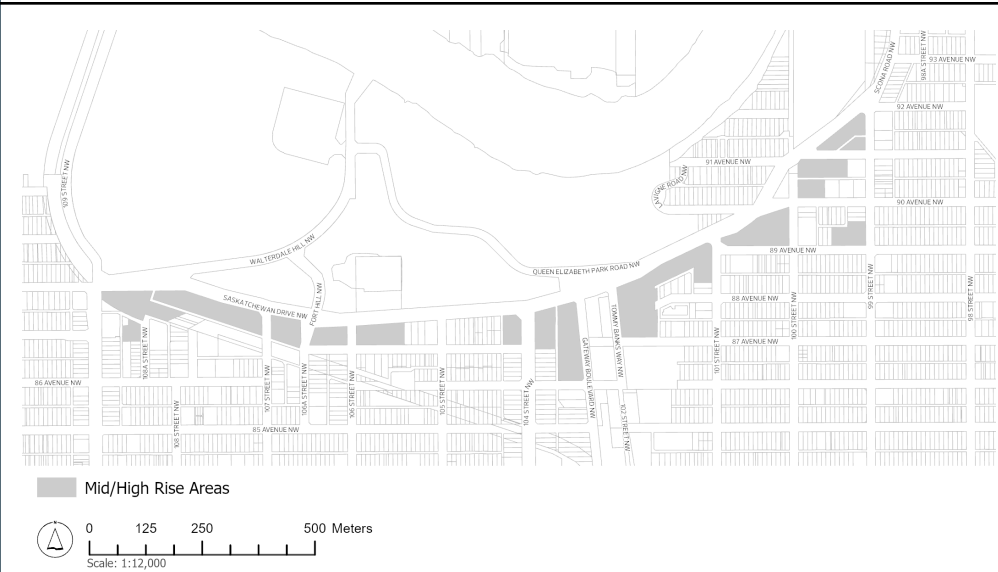 93 AVENUE NW
98A STREET NW
SCONA ROAD NW
92 AVENUE NW
91 AVENUE NW
109 STREET NW
LAVIGNE ROAD NW
90 AVENUE NW
WALTERDALE HILL NW
89 AVENUE NW
QUEEN ELIZABETH PARK ROAD NW
SASKATCHEWAN DRIVE NW
FORT HILL NW
88 AVENUE NW
99 STREET NW
98 STREET NW
100 STREET NW
TOMMY BANKS WAY NW
87 AVENUE NW
108A STREET NW
101 STREET NW
GATEWAY BOULEVARD NW
86 AVENUE NW
107 STREET NW
106A STREET NW
106 STREET NW
105 STREET NW
104 STREET NW
108 STREET NW
102 STREET NW
85 AVENUE NW
Mid/High Rise Areas
N
0 125 250 500 Meters
Scale: 1:12,000